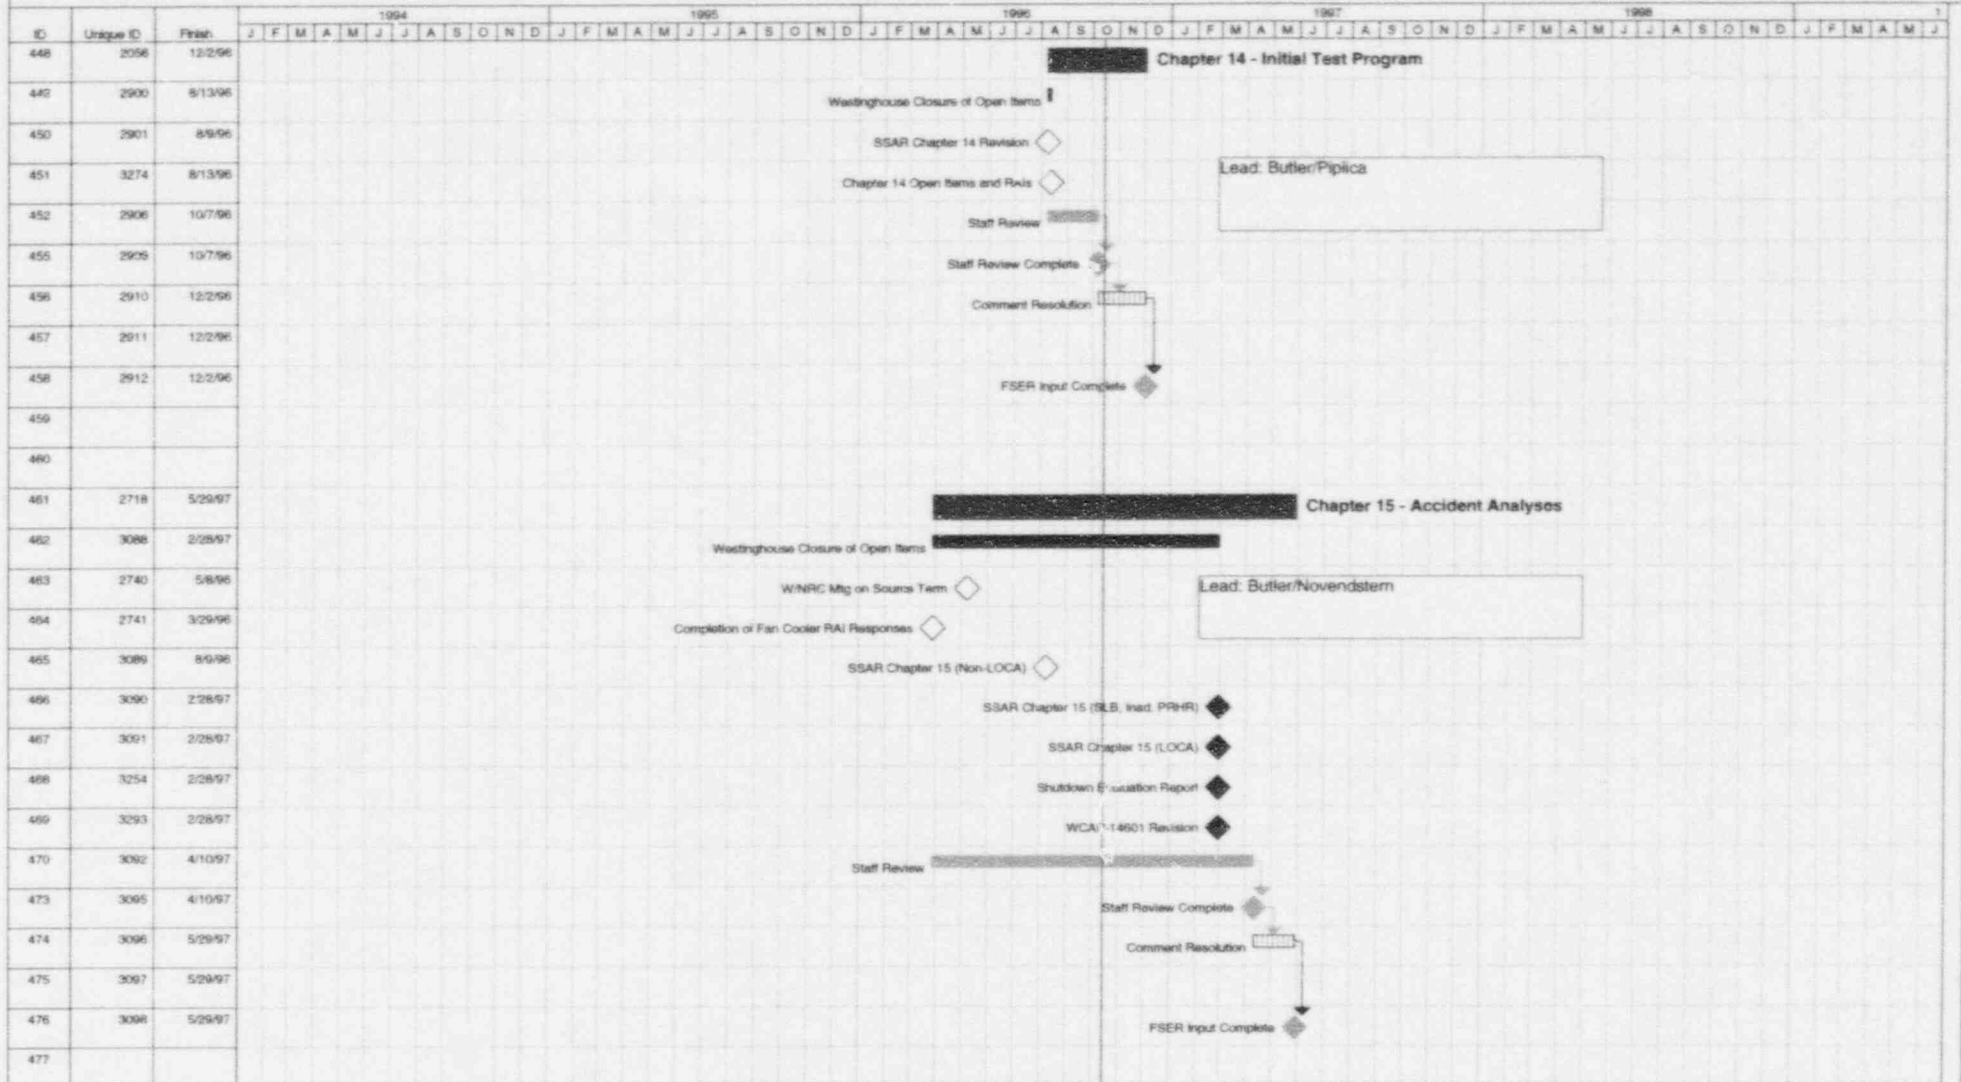 1994 1995 1996 1997 1998 1
ID Unique ID Finish J F M A M J J A S O N D J F M A M J J A S O N D J F M A M J J A S O N D J F M A M J J A S O N D J F M A M J J A S O N D J F M A M J
448 2056 12/2/96 Chapter 14 - Initial Test Program
449 2900 8/13/96 Westinghouse Closure of Open Items
450 2901 8/9/96 SSAR Chapter 14 Revision
451 3274 8/13/96 Chapter 14 Open Items and RAIs
Lead: Butler/Piplica
452 2906 10/7/96 Staff Review
455 2909 10/7/96 Staff Review Complete
456 2910 12/2/96 Comment Resolution
457 2911 12/2/96
458 2912 12/2/96 FSER Input Complete
459
460
461 2718 5/29/97 Chapter 15 - Accident Analyses
462 3088 2/28/97 Westinghouse Closure of Open Items
463 2740 5/8/96 W/NRC Mtg on Source Term
Lead: Butler/Novendstern
464 2741 3/29/96 Completion of Fan Cooler RAI Responses
465 3089 8/9/96 SSAR Chapter 15 (Non-LOCA)
466 3090 2/28/97 SSAR Chapter 15 (SLB, Inad. PRHR)
467 3091 2/28/97 SSAR Chapter 15 (LOCA)
468 3254 2/28/97 Shutdown Evaluation Report
469 3293 2/28/97 WCAP-14601 Revision
470 3092 4/10/97 Staff Review
473 3095 4/10/97 Staff Review Complete
474 3096 5/29/97 Comment Resolution
475 3097 5/29/97
476 3098 5/29/97 FSER Input Complete
477